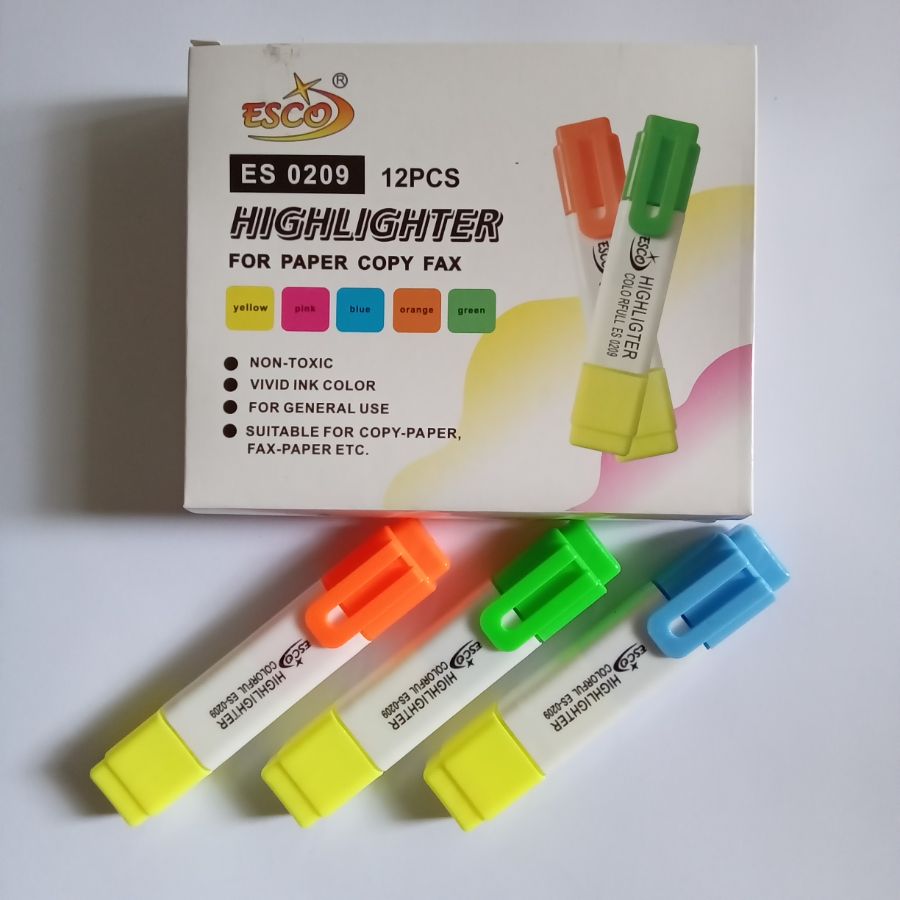 ESCO ®
ES 0209 12PCS
HIGHLIGHTER
FOR PAPER COPY FAX
yellow pink blue orange green
NON-TOXIC
VIVID INK COLOR
FOR GENERAL USE
SUITABLE FOR COPY-PAPER,
FAX-PAPER ETC.
ESCO
ESCO
HIGHLIGTER
COLO RFULL ES 0209
ESCO
HIGHLIGHTER
COLORFUL ES-0209
ESCO
HIGHLIGHTER
COLORFUL ES-0209
ESCO
HIGHLIGHTER
COLORFUL ES-0209